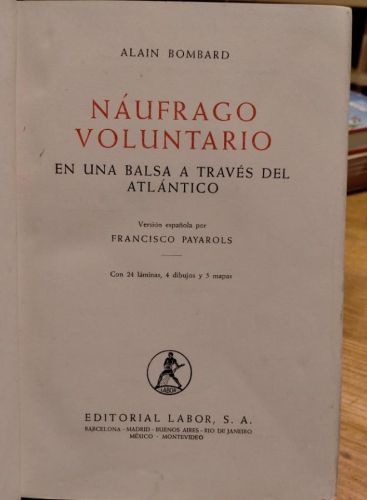 ALAIN BOMBARD
NÁUFRAGO
VOLUNTARIO
EN UNA BALSA A TRAVÉS DEL
ATLÁNTICO
Versión española por
FRANCISCO PAYAROLS
Con 24 láminas, 4 dibujos y 3 mapas
LABOR
EDITORIAL LABOR, S. A.
BARCELONA - MADRID - BUENOS AIRES - RIO DE JANEIRO
MÉXICO - MONTEVIDEO